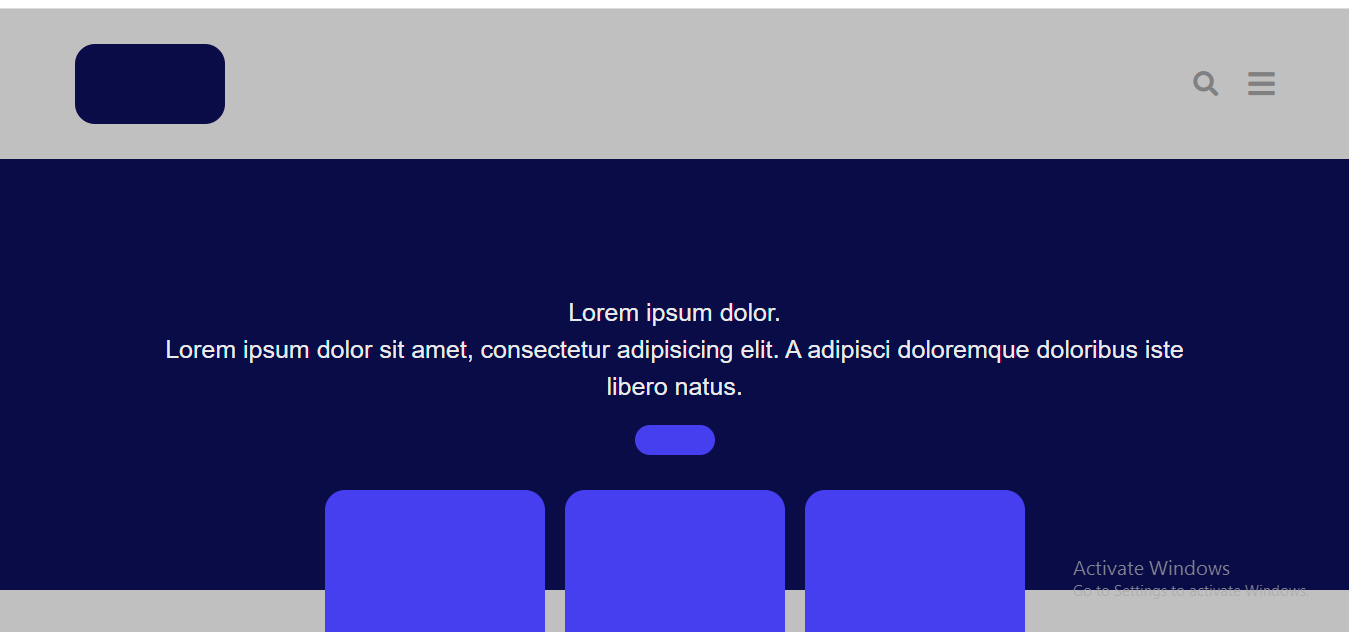 Lorem ipsum dolor.
Lorem ipsum dolor sit amet, consectetur adipisicing elit. A adipisci doloremque doloribus iste
libero natus.
Activate Windows
Go to Settings to activate Windows.